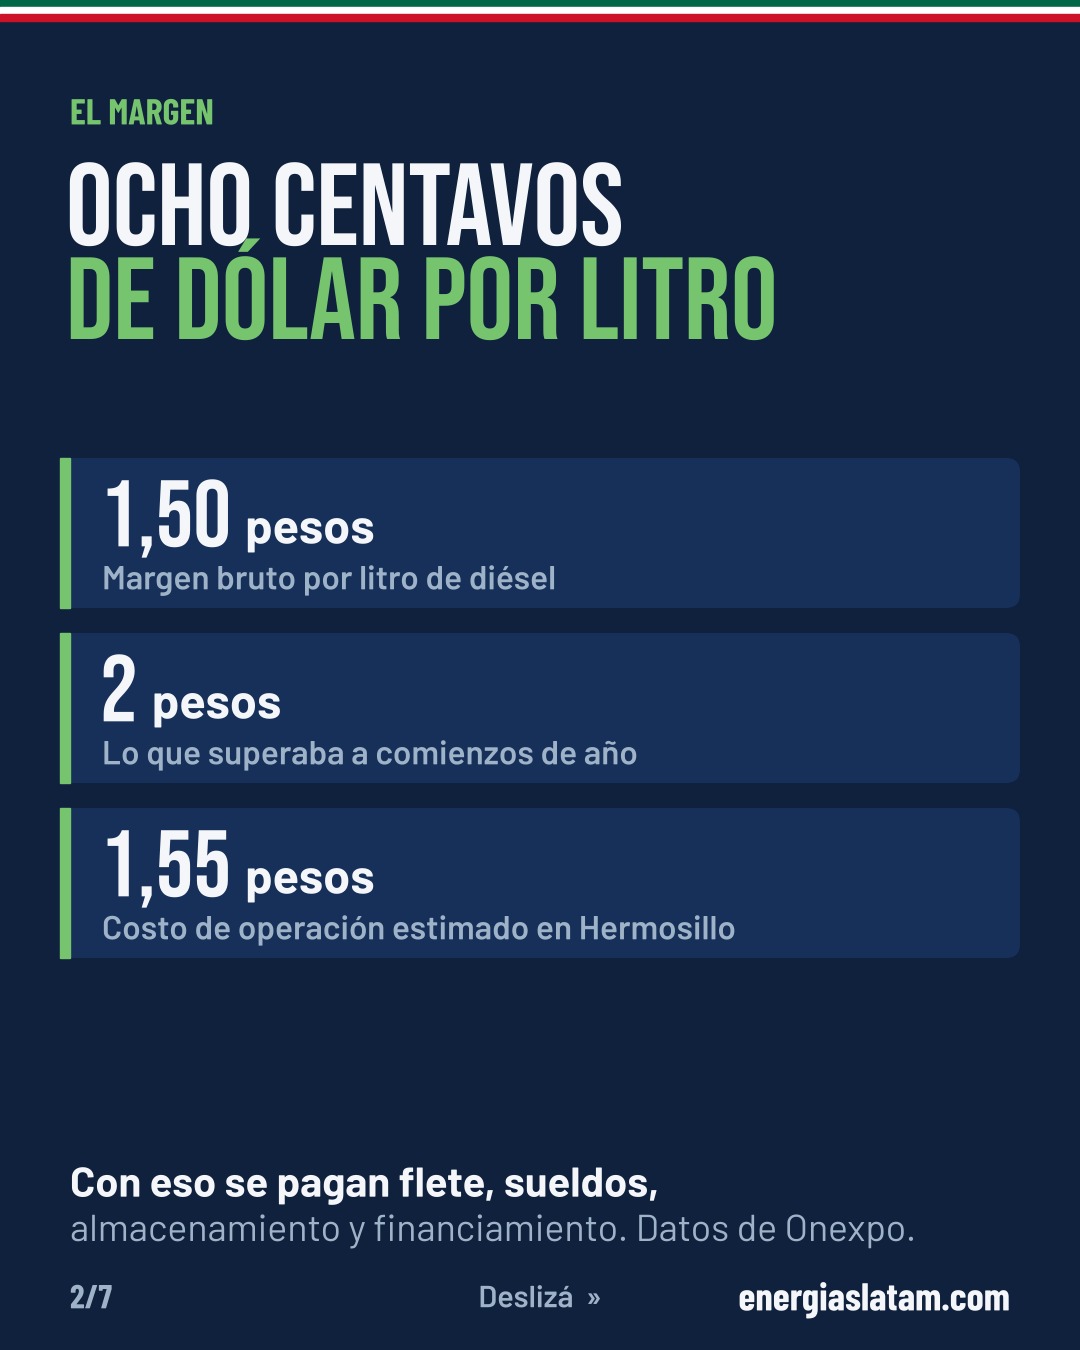 EL MARGEN
OCHO CENTAVOS
DE DÓLAR POR LITRO
1,50 pesos
Margen bruto por litro de diésel
2 pesos
Lo que superaba a comienzos de año
1,55 pesos
Costo de operación estimado en Hermosillo
Con eso se pagan flete, sueldos,
almacenamiento y financiamiento. Datos de Onexpo.
2/7 Deslizá » energiaslatam.com